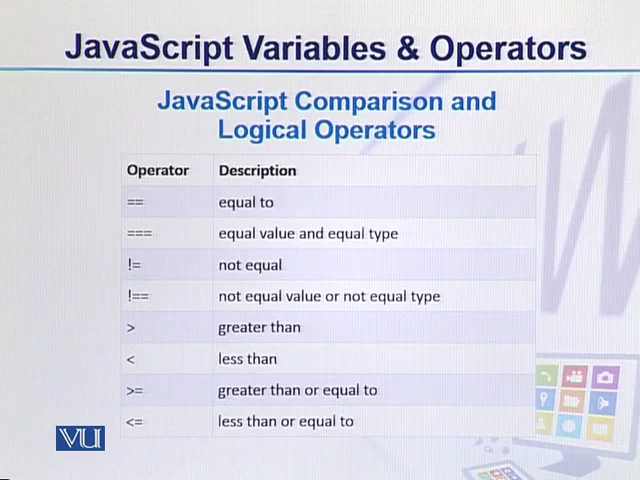 JavaScript Variables & Operators
JavaScript Comparison and
Logical Operators
Operator Description
== equal to
=== equal value and equal type
!= not equal
!== not equal value or not equal type
> greater than
< less than
>= greater than or equal to
<= less than or equal to
VU
W